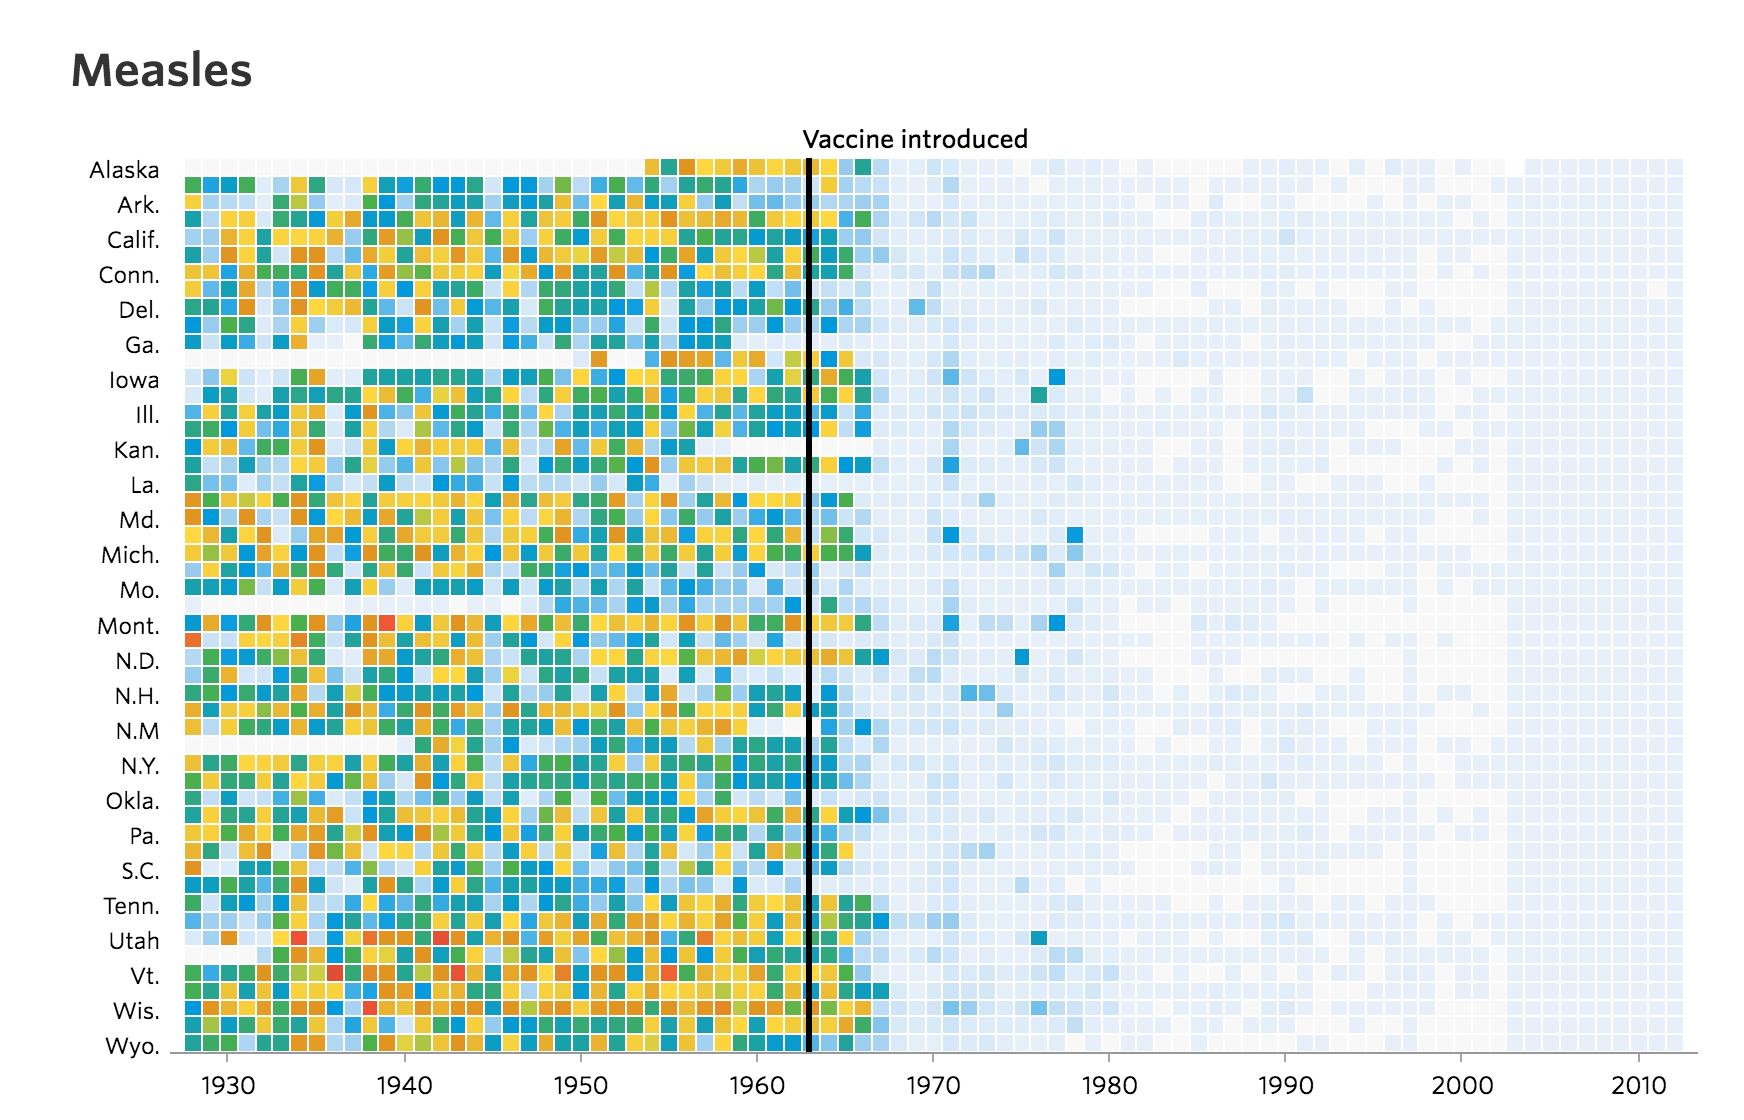 Measles
Vaccine introduced
Alaska
Ark.
Calif.
Conn.
Del.
Ga.
Iowa
Ill.
Kan.
La.
Md.
Mich.
Mo.
Mont.
N.D.
N.H.
N.M
N.Y.
Okla.
Pa.
S.C.
Tenn.
Utah
Vt.
Wis.
Wyo.
1930 1940 1950 1960 1970 1980 1990 2000 2010